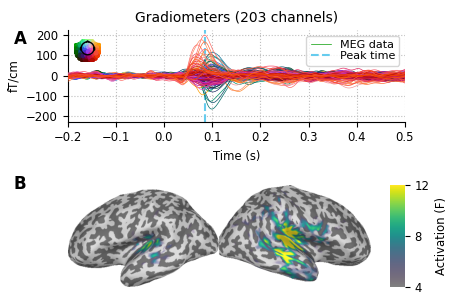 Gradiometers (203 channels)
A
fT/cm
200
100
0
−100
−200
MEG data
Peak time
−0.2 −0.1 0.0 0.1 0.2 0.3 0.4 0.5
Time (s)
B
12
8
4
Activation (F)